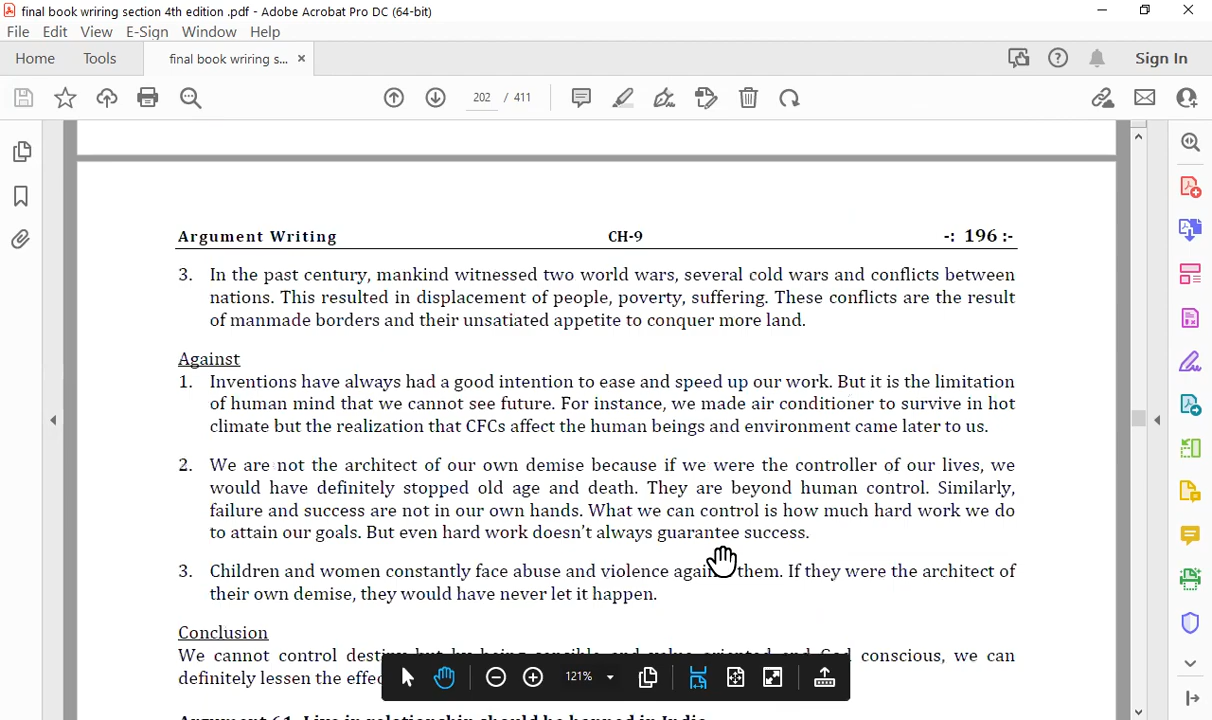 final book wriring section 4th edition .pdf - Adobe Acrobat Pro DC (64-bit)
File Edit View E-Sign Window Help
Home Tools final book wriring s... × Sign In
202 / 411
Argument Writing CH-9 -: 196 :-
3. In the past century, mankind witnessed two world wars, several cold wars and conflicts between
nations. This resulted in displacement of people, poverty, suffering. These conflicts are the result
of manmade borders and their unsatiated appetite to conquer more land.
Against
1. Inventions have always had a good intention to ease and speed up our work. But it is the limitation
of human mind that we cannot see future. For instance, we made air conditioner to survive in hot
climate but the realization that CFCs affect the human beings and environment came later to us.
2. We are not the architect of our own demise because if we were the controller of our lives, we
would have definitely stopped old age and death. They are beyond human control. Similarly,
failure and success are not in our own hands. What we can control is how much hard work we do
to attain our goals. But even hard work doesn't always guarantee success.
3. Children and women constantly face abuse and violence against them. If they were the architect of
their own demise, they would have never let it happen.
Conclusion
We cannot control destiny but by being sensible and value oriented and God conscious, we can
definitely lessen the effe
121%
Argument 61. Live in relationship should be banned in India